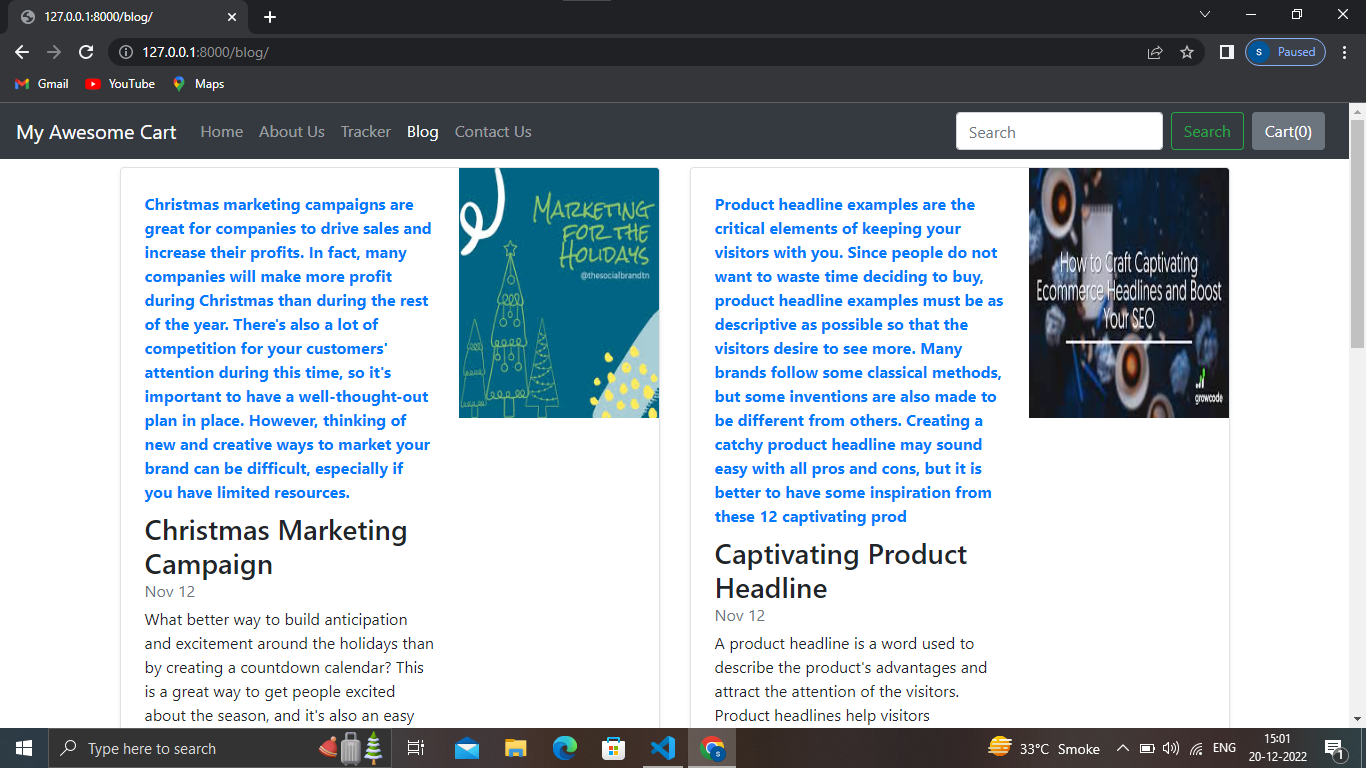 127.0.0.1:8000/blog/
127.0.0.1:8000/blog/
S
Paused
Gmail
YouTube
Maps
My Awesome Cart
Home
About Us
Tracker
Blog
Contact Us
Search
Search
Cart(0)
Christmas marketing campaigns are
great for companies to drive sales and
increase their profits. In fact, many
companies will make more profit
during Christmas than during the rest
of the year. There's also a lot of
competition for your customers'
attention during this time, so it's
important to have a well-thought-out
plan in place. However, thinking of
new and creative ways to market your
brand can be difficult, especially if
you have limited resources.
Christmas Marketing
Campaign
Nov 12
What better way to build anticipation
and excitement around the holidays than
by creating a countdown calendar? This
is a great way to get people excited
about the season, and it's also an easy
MARKETING
FOR THE
HOLIDAYS
@thesocialbrandtn
Product headline examples are the
critical elements of keeping your
visitors with you. Since people do not
want to waste time deciding to buy,
product headline examples must be as
descriptive as possible so that the
visitors desire to see more. Many
brands follow some classical methods,
but some inventions are also made to
be different from others. Creating a
catchy product headline may sound
easy with all pros and cons, but it is
better to have some inspiration from
these 12 captivating prod
Captivating Product
Headline
Nov 12
A product headline is a word used to
describe the product's advantages and
attract the attention of the visitors.
Product headlines help visitors
How to Craft Captivating
Ecommerce Headlines and Boost
Your SEO
growcode
Type here to search
S
33°C Smoke
ENG
15:01
20-12-2022
1